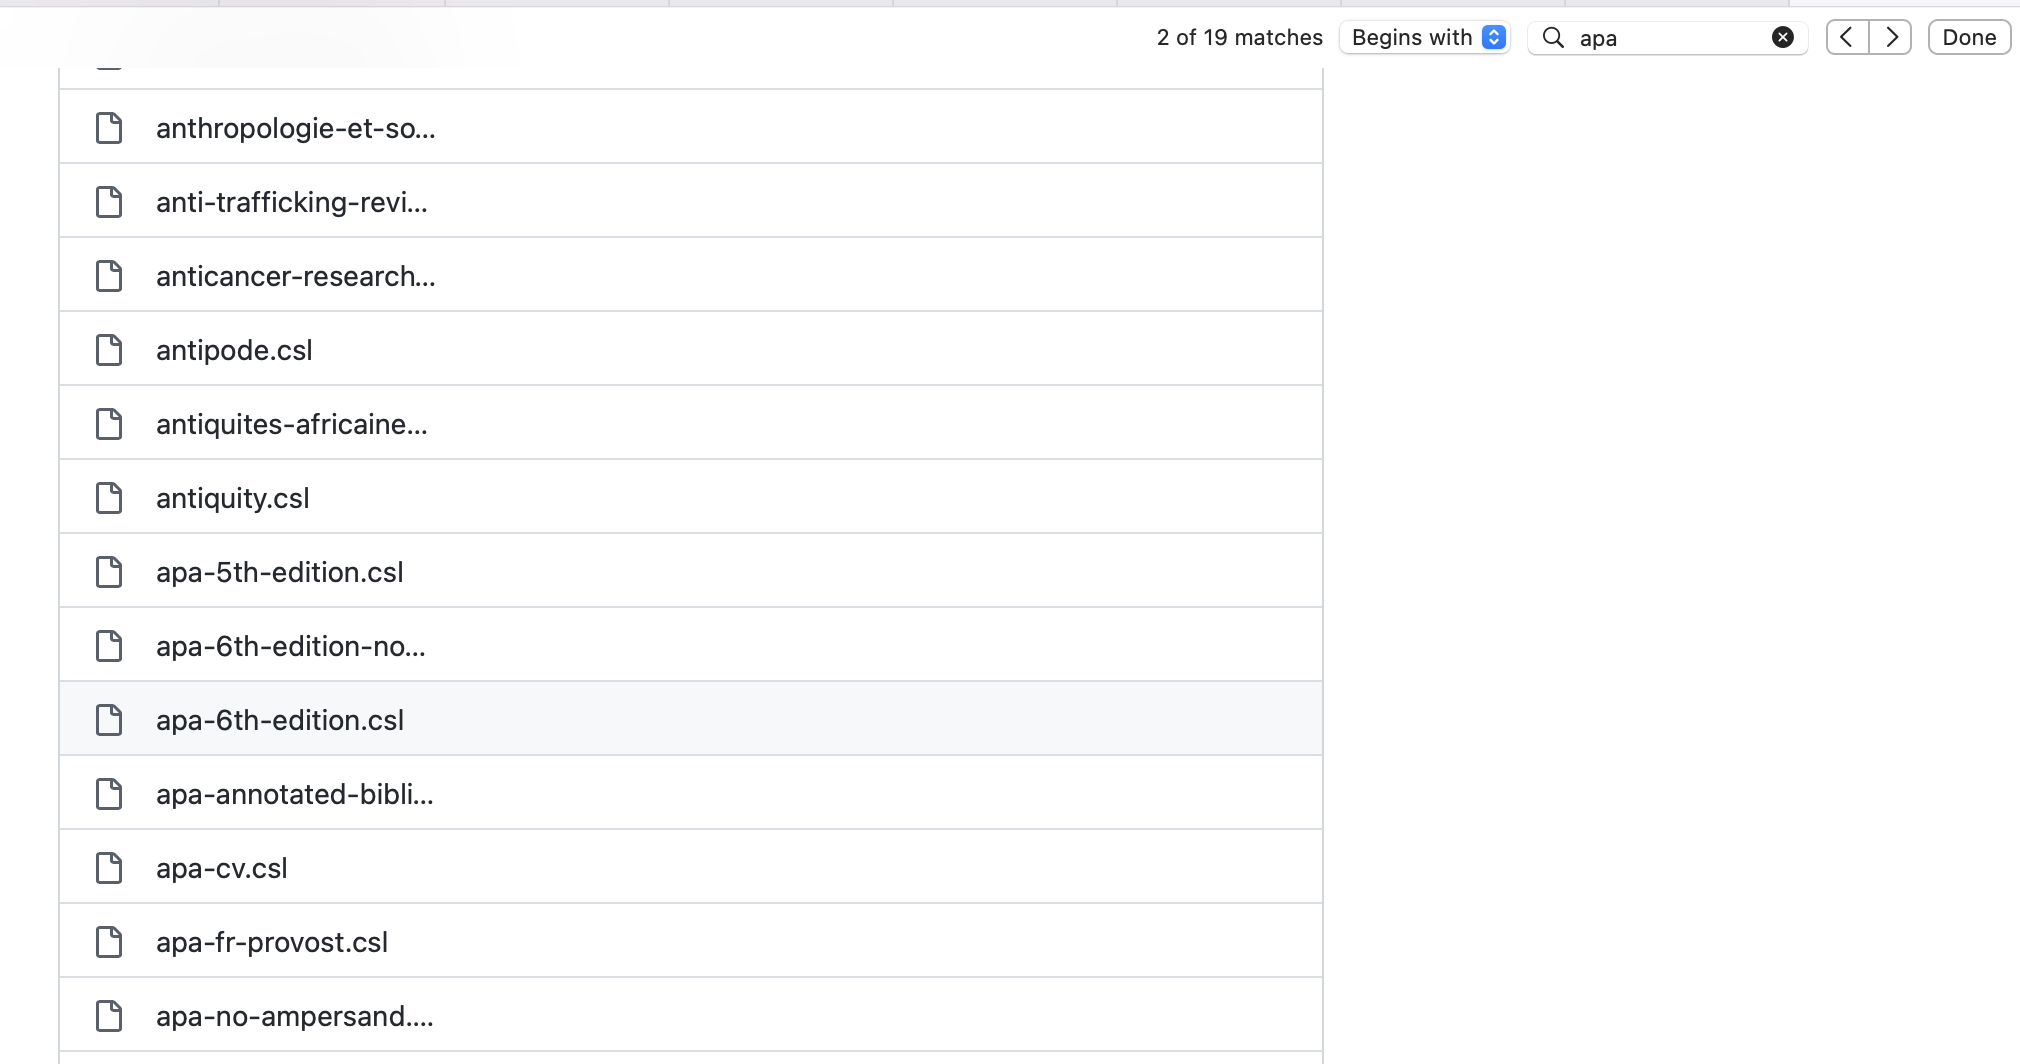 2 of 19 matches Begins with apa Done
anthropologie-et-so...
anti-trafficking-revi...
anticancer-research...
antipode.csl
antiquites-africaine...
antiquity.csl
apa-5th-edition.csl
apa-6th-edition-no...
apa-6th-edition.csl
apa-annotated-bibli...
apa-cv.csl
apa-fr-provost.csl
apa-no-ampersand....